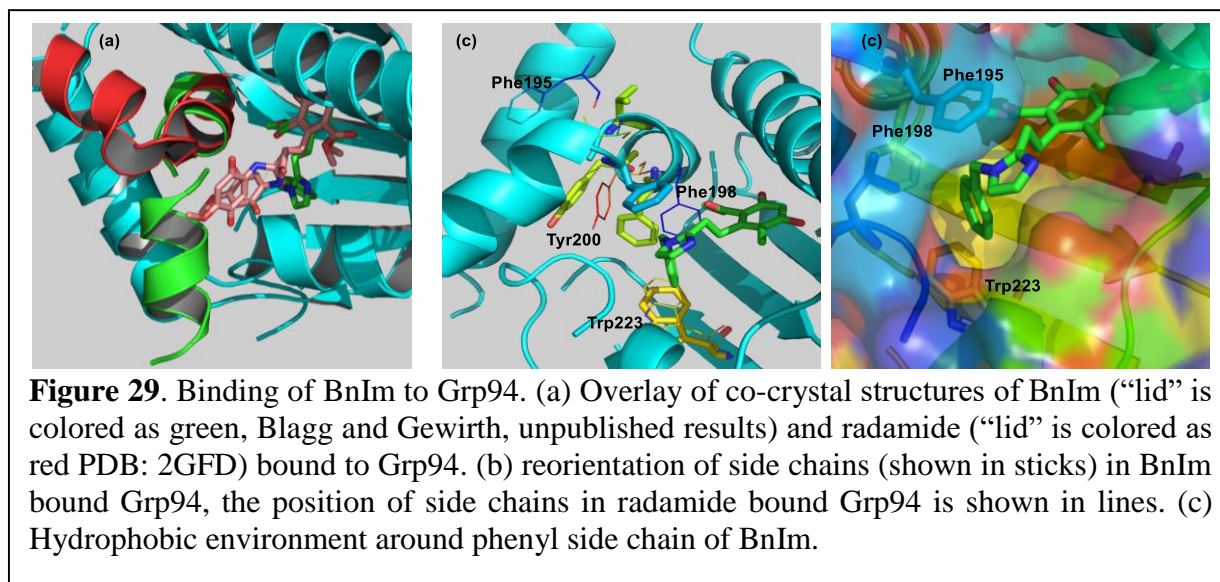 (a)
(c)
Phe195
Phe198
Tyr200
Trp223
(c)
Phe195
Phe198
Trp223
Figure 29. Binding of BnIm to Grp94. (a) Overlay of co-crystal structures of BnIm (“lid” is
colored as green, Blagg and Gewirth, unpublished results) and radamide (“lid” is colored as
red PDB: 2GFD) bound to Grp94. (b) reorientation of side chains (shown in sticks) in BnIm
bound Grp94, the position of side chains in radamide bound Grp94 is shown in lines. (c)
Hydrophobic environment around phenyl side chain of BnIm.